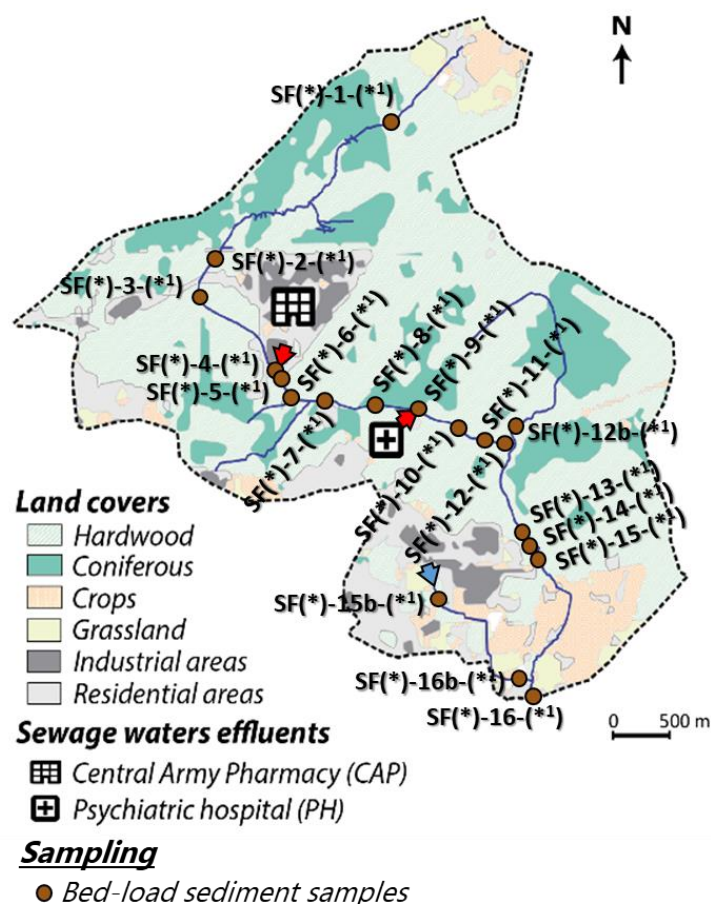 N
SF(*)-1-(*¹)
SF(*)-2-(*¹)
SF(*)-3-(*¹)
SF(*)-4-(*¹)
SF(*)-5-(*¹)
SF(*)-6-(*¹)
SF(*)-7-(*¹)
SF(*)-8-(*¹)
SF(*)-9-(*¹)
SF(*)-10-(*¹)
SF(*)-11-(*¹)
SF(*)-12-(*¹)
SF(*)-12b-(*¹)
SF(*)-13-(*¹)
SF(*)-14-(*¹)
SF(*)-15-(*¹)
SF(*)-15b-(*¹)
SF(*)-16b-(*¹)
SF(*)-16-(*¹)
0 500 m
Land covers
Hardwood
Coniferous
Crops
Grassland
Industrial areas
Residential areas
Sewage waters effluents
Central Army Pharmacy (CAP)
Psychiatric hospital (PH)
Sampling
Bed-load sediment samples